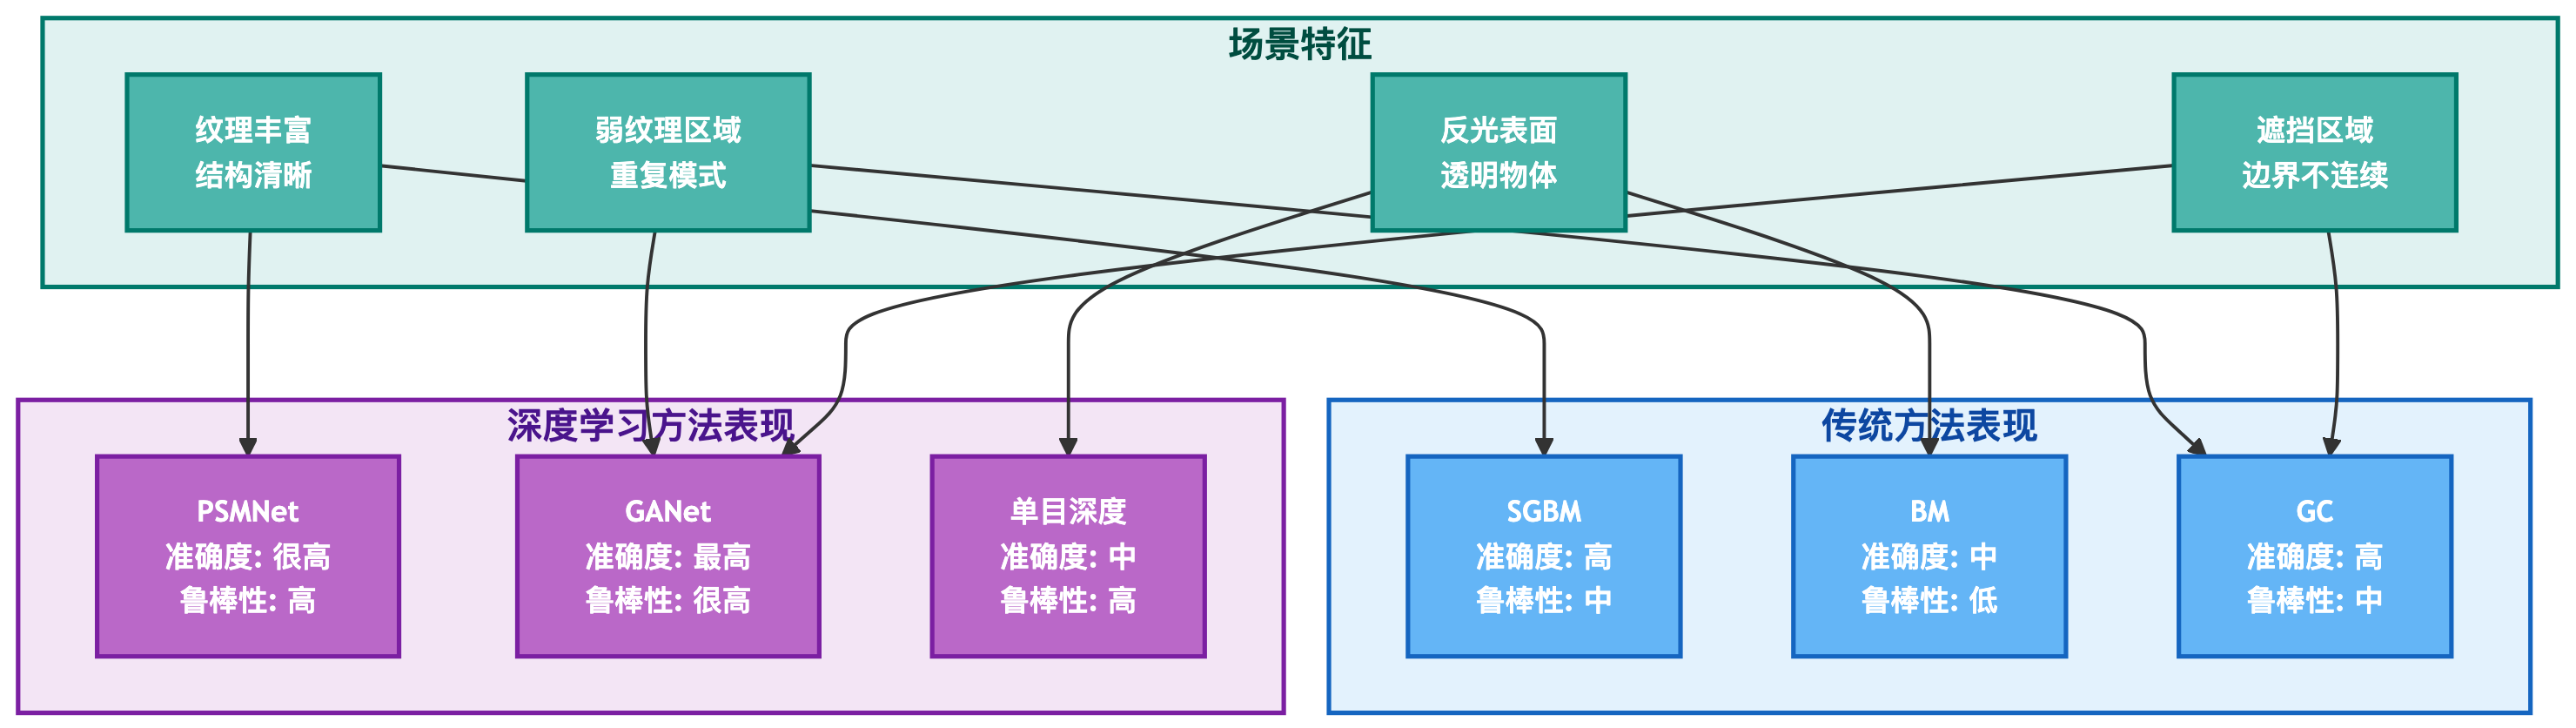 场景特征
纹理丰富
结构清晰
弱纹理区域
重复模式
反光表面
透明物体
遮挡区域
边界不连续
深度学习方法表现
PSMNet
准确度: 很高
鲁棒性: 高
GANet
准确度: 最高
鲁棒性: 很高
单目深度
准确度: 中
鲁棒性: 高
传统方法表现
SGBM
准确度: 高
鲁棒性: 中
BM
准确度: 中
鲁棒性: 低
GC
准确度: 高
鲁棒性: 中